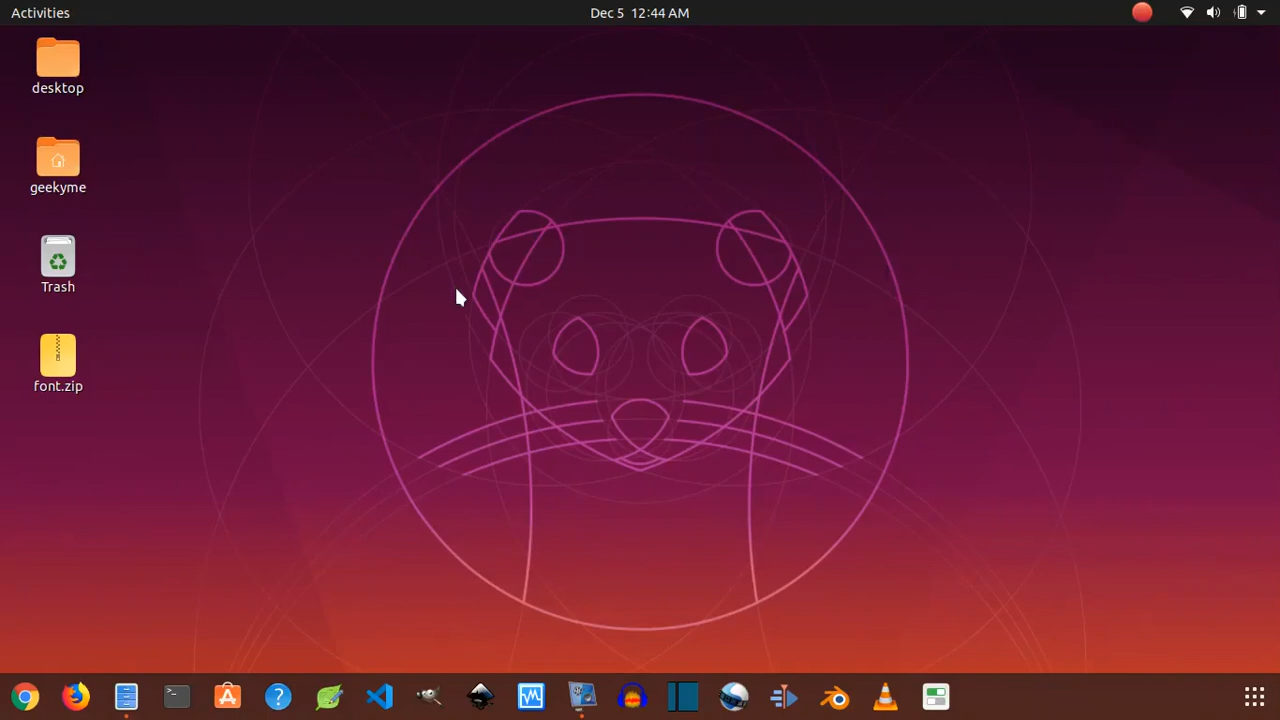 Activities
Dec 5 12:44 AM
desktop
geekyme
Trash
font.zip